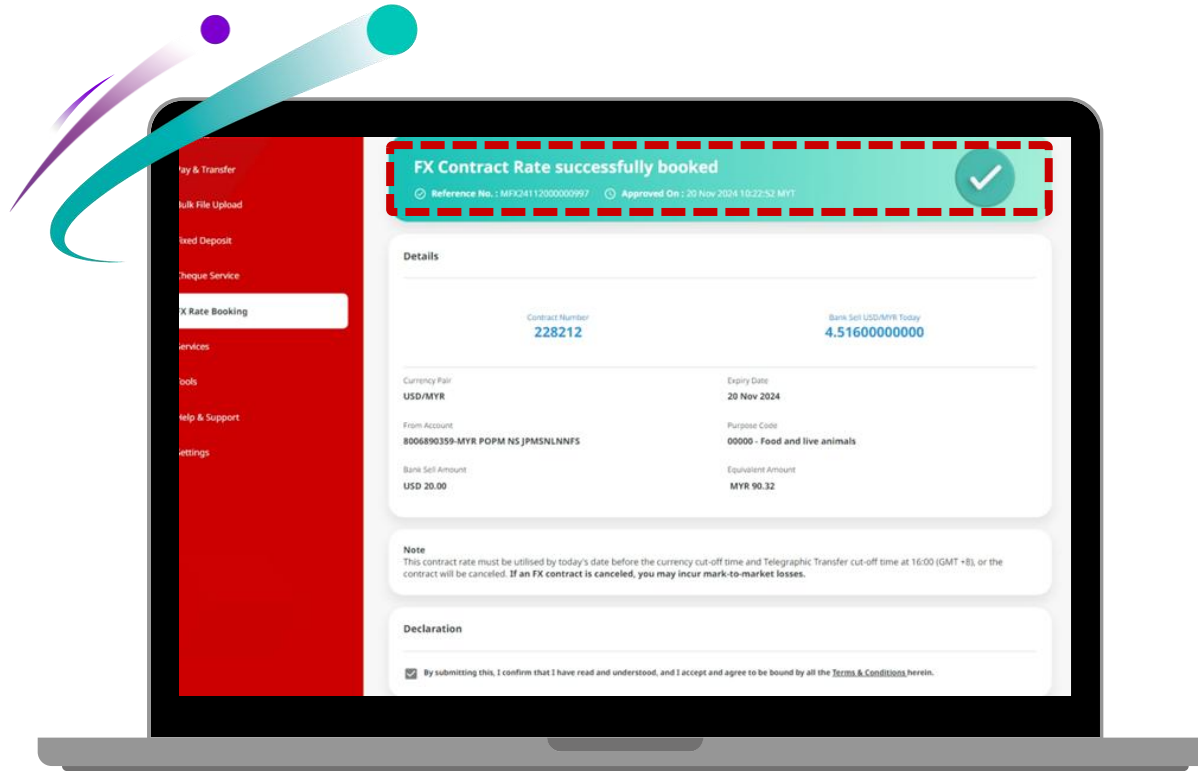 FX Contract Rate successfully booked
Reference No. : MFX24112000000997 Approved On : 20 Nov 2024 10:22:52 MYT
ay & Transfer
ulk File Upload
ixed Deposit
heque Service
X Rate Booking
ervices
ools
elp & Support
ettings
Details
Contract Number
228212
Bank Sell USD/MYR Today
4.51600000000
Currency Pair
USD/MYR
Expiry Date
20 Nov 2024
From Account
8006890359-MYR POPM NS JPMSNLNNFS
Purpose Code
00000 - Food and live animals
Bank Sell Amount
USD 20.00
Equivalent Amount
MYR 90.32
Note
This contract rate must be utilised by today's date before the currency cut-off time and Telegraphic Transfer cut-off time at 16:00 (GMT +8), or the
contract will be canceled. If an FX contract is canceled, you may incur mark-to-market losses.
Declaration
By submitting this, I confirm that I have read and understood, and I accept and agree to be bound by all the Terms & Conditions herein.